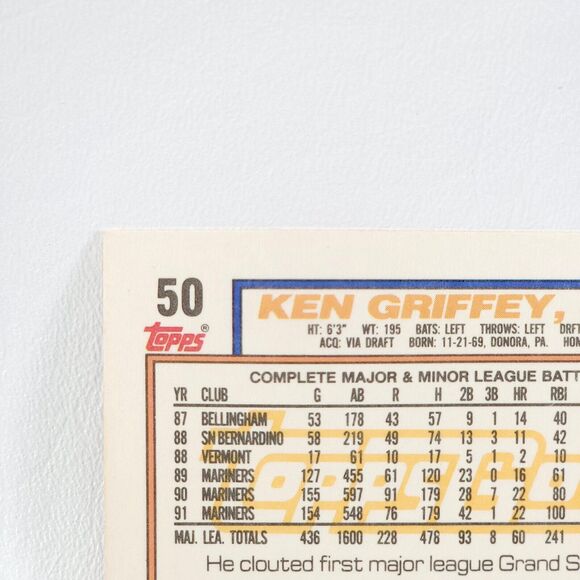 50
KEN GRIFFEY,
Topps®
HT: 6'3" WT: 195 BATS: LEFT THROWS: LEFT DRFT
ACQ: VIA DRAFT BORN: 11-21-69, DONORA, PA. HOM
COMPLETE MAJOR & MINOR LEAGUE BATT
YR CLUB G AB R H 2B 3B HR RBI
87 BELLINGHAM 53 178 43 57 9 1 14 40
88 SN BERNARDINO 58 219 49 74 13 3 11 42
88 VERMONT 17 61 10 17 5 1 2 10
89 MARINERS 127 455 61 120 23 0 16 61
90 MARINERS 155 597 91 179 28 7 22 80
91 MARINERS 154 548 76 179 42 1 22 100
MAJ. LEA. TOTALS 436 1600 228 478 93 8 60 241
He clouted first major league Grand S